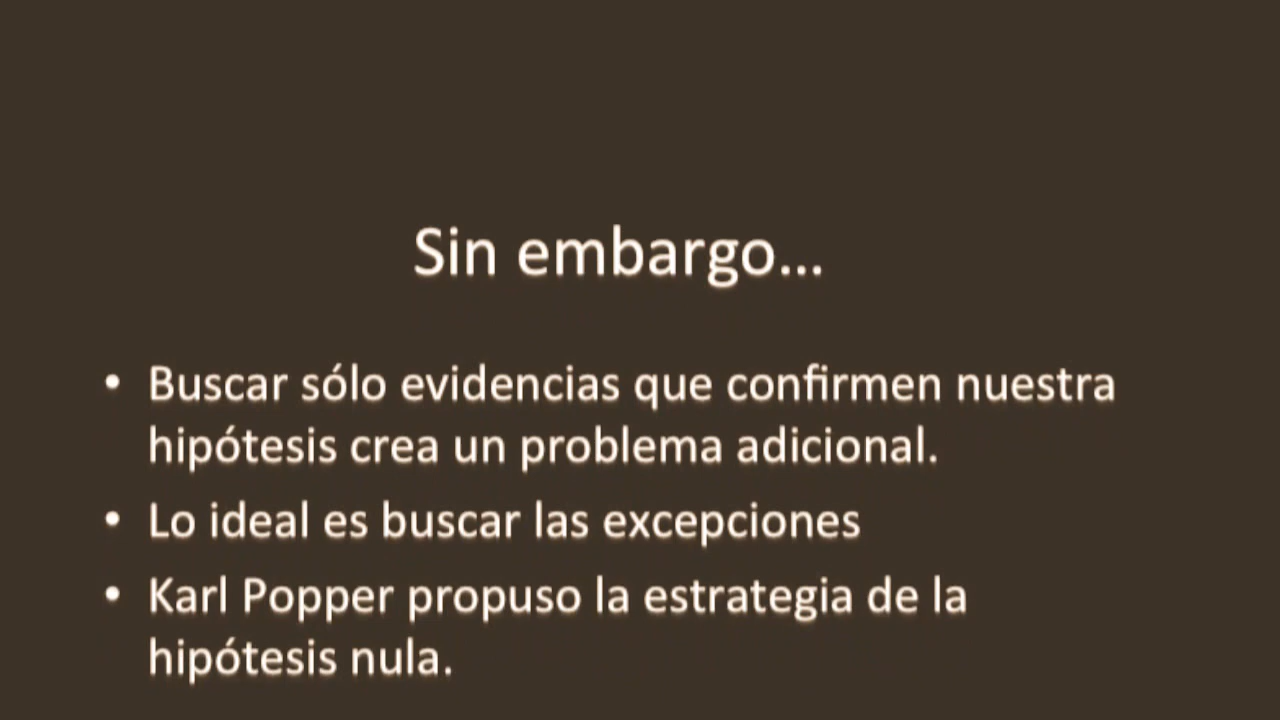 Sin embargo...
• Buscar sólo evidencias que confirmen nuestra
hipótesis crea un problema adicional.
• Lo ideal es buscar las excepciones
• Karl Popper propuso la estrategia de la
hipótesis nula.